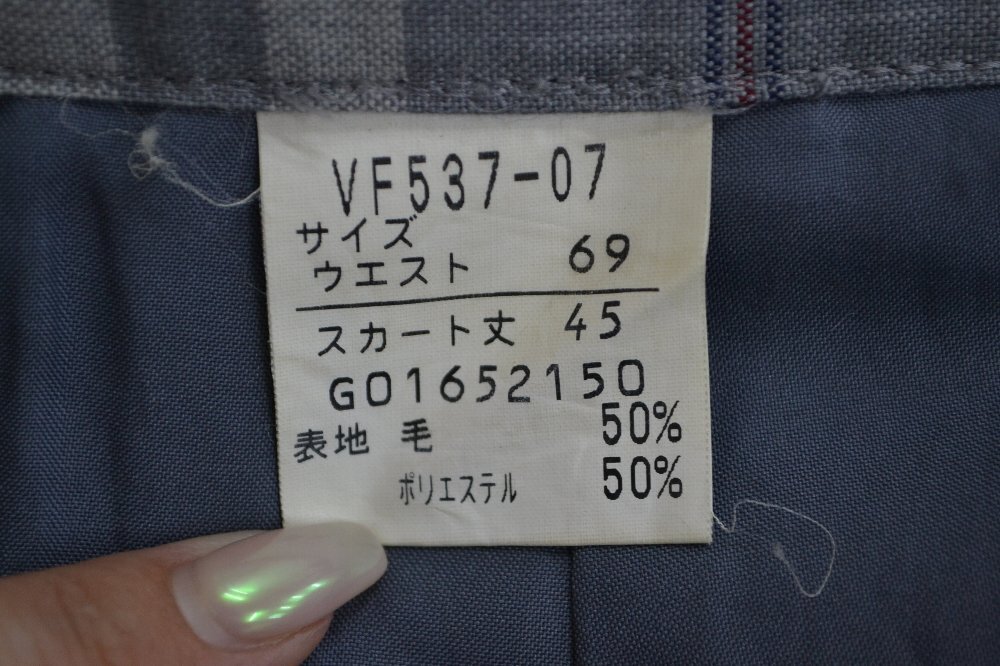 VF537-07
サイズ
ウエスト 69
スカート丈 45
G01652150
表地 毛 50%
ポリエステル 50%